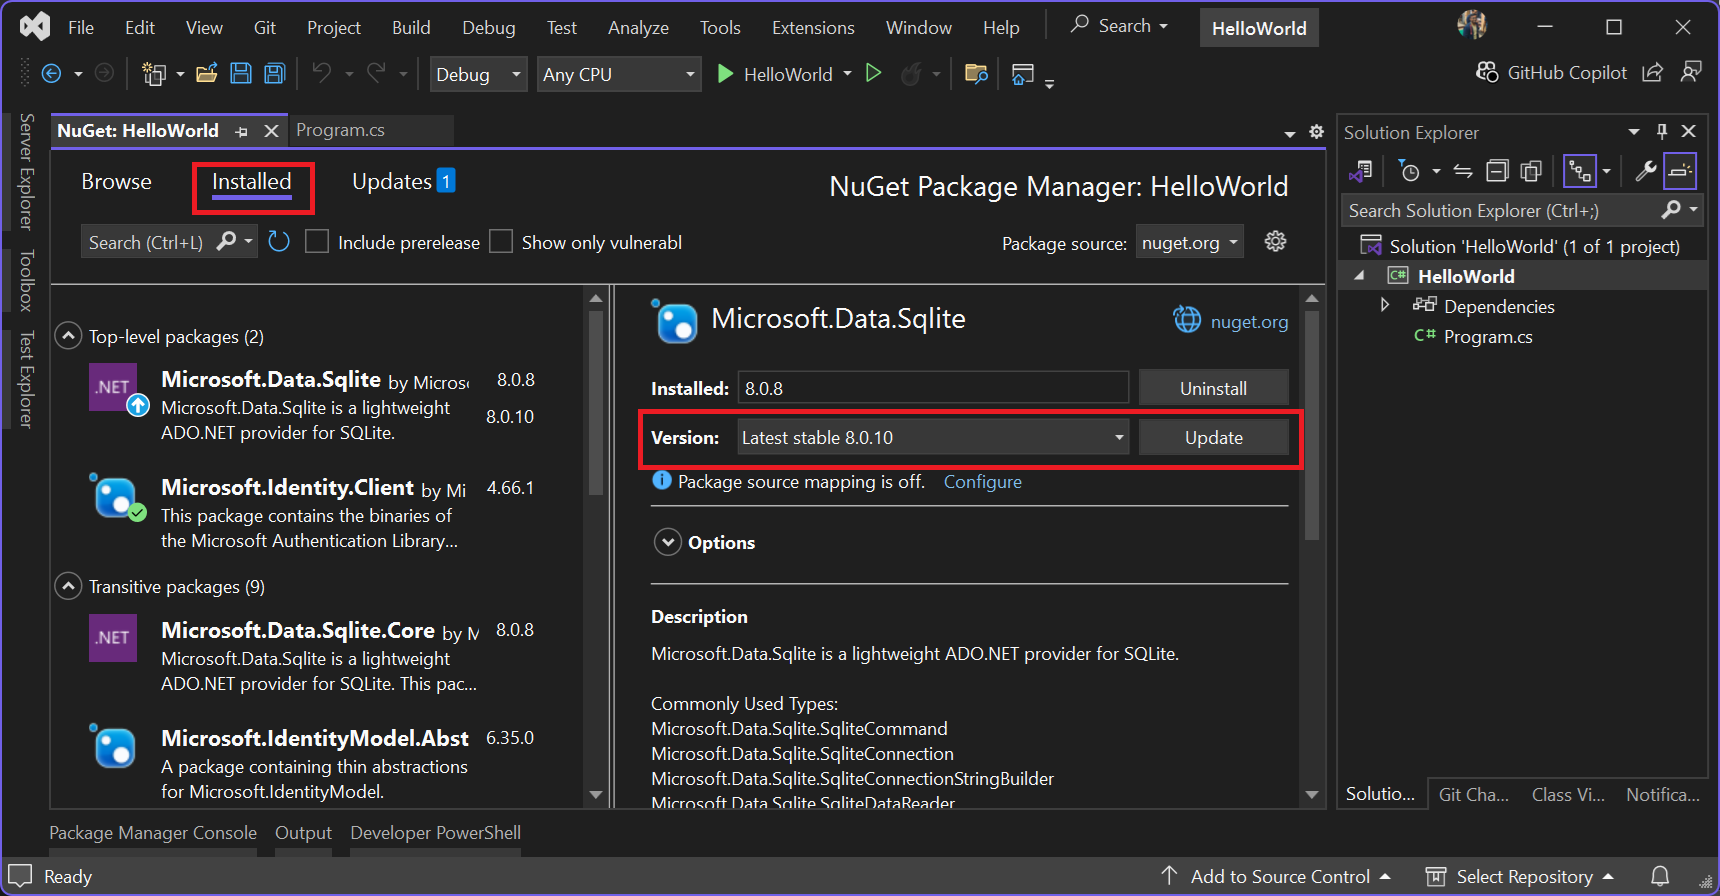 File Edit View Git Project Build Debug Test Analyze Tools Extensions Window Help Search HelloWorld
Debug Any CPU HelloWorld GitHub Copilot
Server Explorer
Toolbox
Test Explorer
NuGet: HelloWorld Program.cs
Browse Installed Updates 1
NuGet Package Manager: HelloWorld
Search (Ctrl+L) Include prerelease Show only vulnerabl
Package source: nuget.org
Top-level packages (2)
.NET
Microsoft.Data.Sqlite by Microso 8.0.8
Microsoft.Data.Sqlite is a lightweight 8.0.10
ADO.NET provider for SQLite.
Microsoft.Identity.Client by Mi 4.66.1
This package contains the binaries of
the Microsoft Authentication Library...
Transitive packages (9)
.NET
Microsoft.Data.Sqlite.Core by M 8.0.8
Microsoft.Data.Sqlite is a lightweight
ADO.NET provider for SQLite. This pac...
Microsoft.IdentityModel.Abst 6.35.0
A package containing thin abstractions
for Microsoft.IdentityModel.
Microsoft.Data.Sqlite nuget.org
Installed: 8.0.8 Uninstall
Version: Latest stable 8.0.10 Update
Package source mapping is off. Configure
Options
Description
Microsoft.Data.Sqlite is a lightweight ADO.NET provider for SQLite.
Commonly Used Types:
Microsoft.Data.Sqlite.SqliteCommand
Microsoft.Data.Sqlite.SqliteConnection
Microsoft.Data.Sqlite.SqliteConnectionStringBuilder
Microsoft.Data.Sqlite.SqliteDataReader
Solution Explorer
Search Solution Explorer (Ctrl+;)
Solution 'HelloWorld' (1 of 1 project)
C# HelloWorld
Dependencies
C# Program.cs
Solutio... Git Cha... Class Vi... Notifica...
Package Manager Console Output Developer PowerShell
Ready Add to Source Control Select Repository